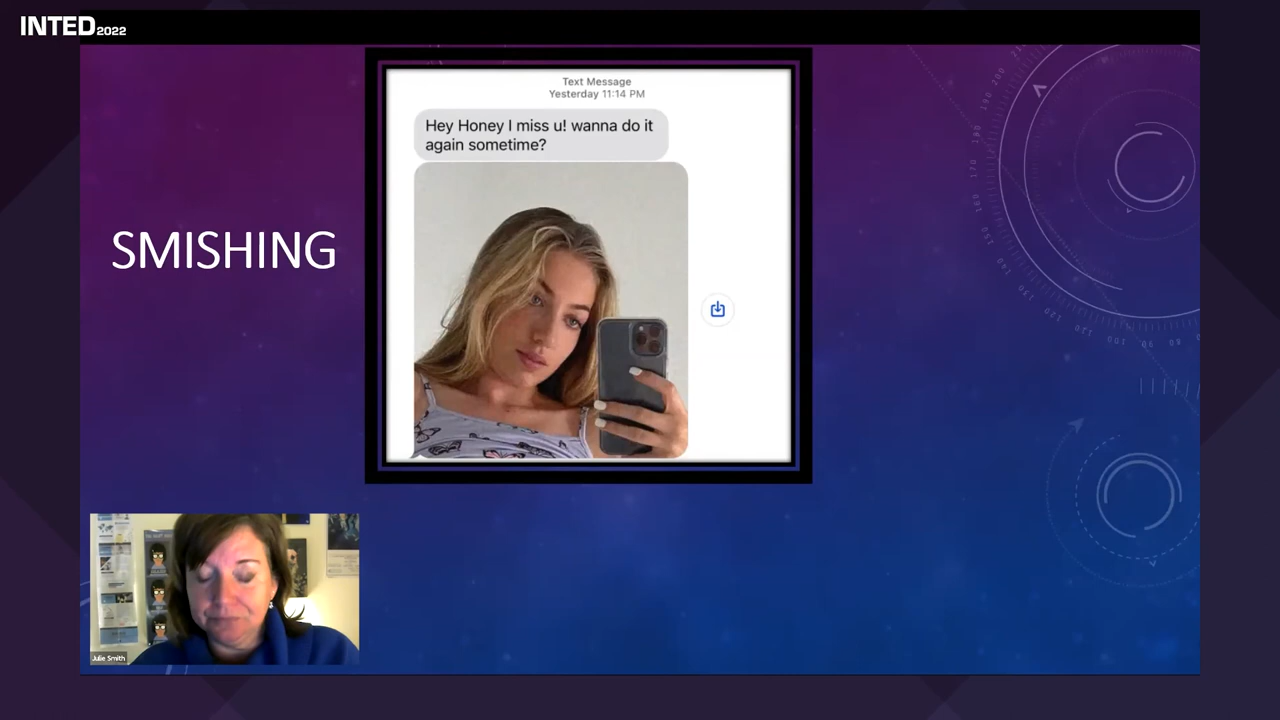 INTED2022
Text Message
Yesterday 11:14 PM
Hey Honey I miss u! wanna do it
again sometime?
SMISHING
Julie Smith